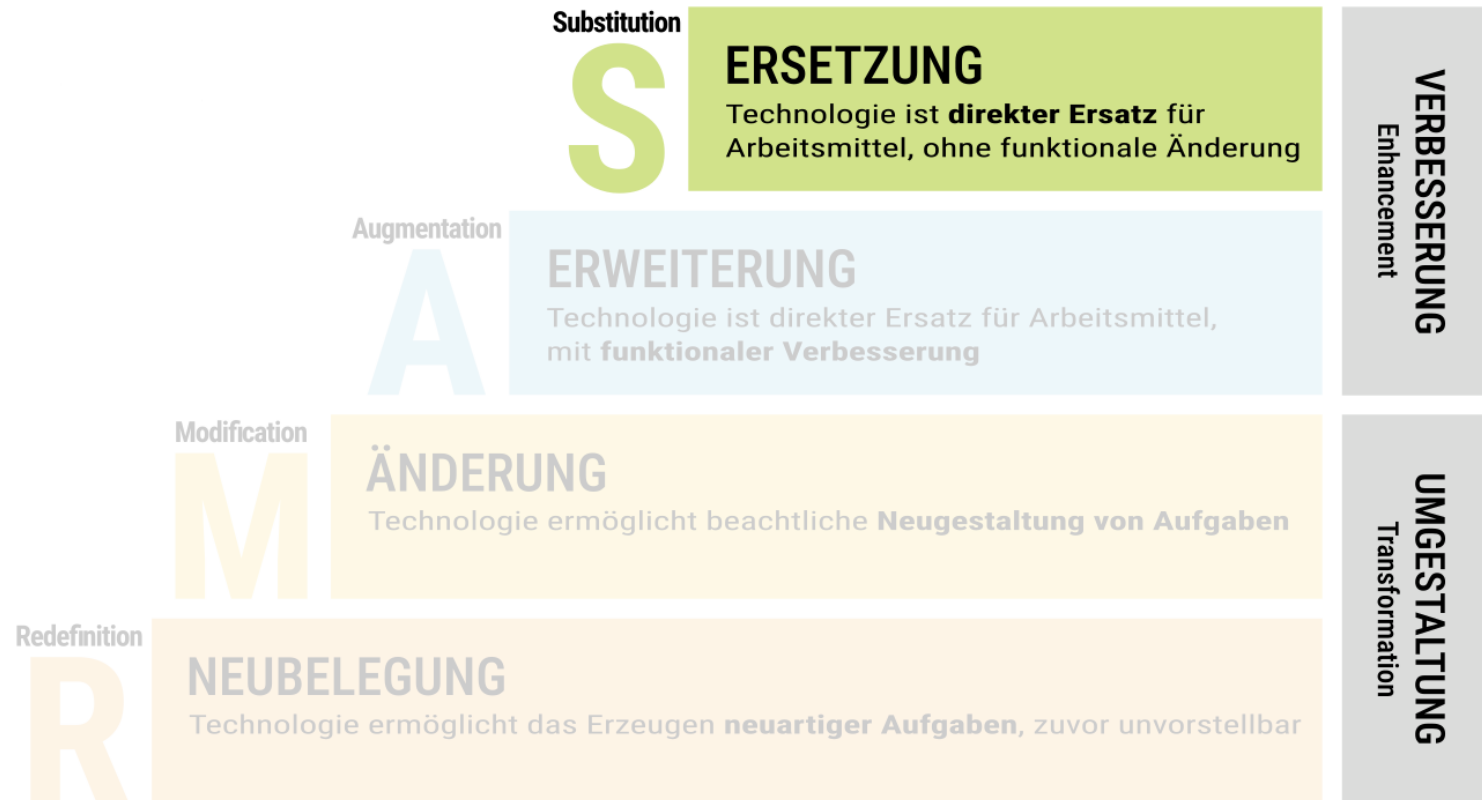 Substitution
S
ERSETZUNG
Technologie ist direkter Ersatz für
Arbeitsmittel, ohne funktionale Änderung
Augmentation
A
ERWEITERUNG
Technologie ist direkter Ersatz für Arbeitsmittel,
mit funktionaler Verbesserung
VERBESSERUNG
Enhancement
Modification
M
ÄNDERUNG
Technologie ermöglicht beachtliche Neugestaltung von Aufgaben
Redefinition
R
NEUBELEGUNG
Technologie ermöglicht das Erzeugen neuartiger Aufgaben, zuvor unvorstellbar
UMGESTALTUNG
Transformation